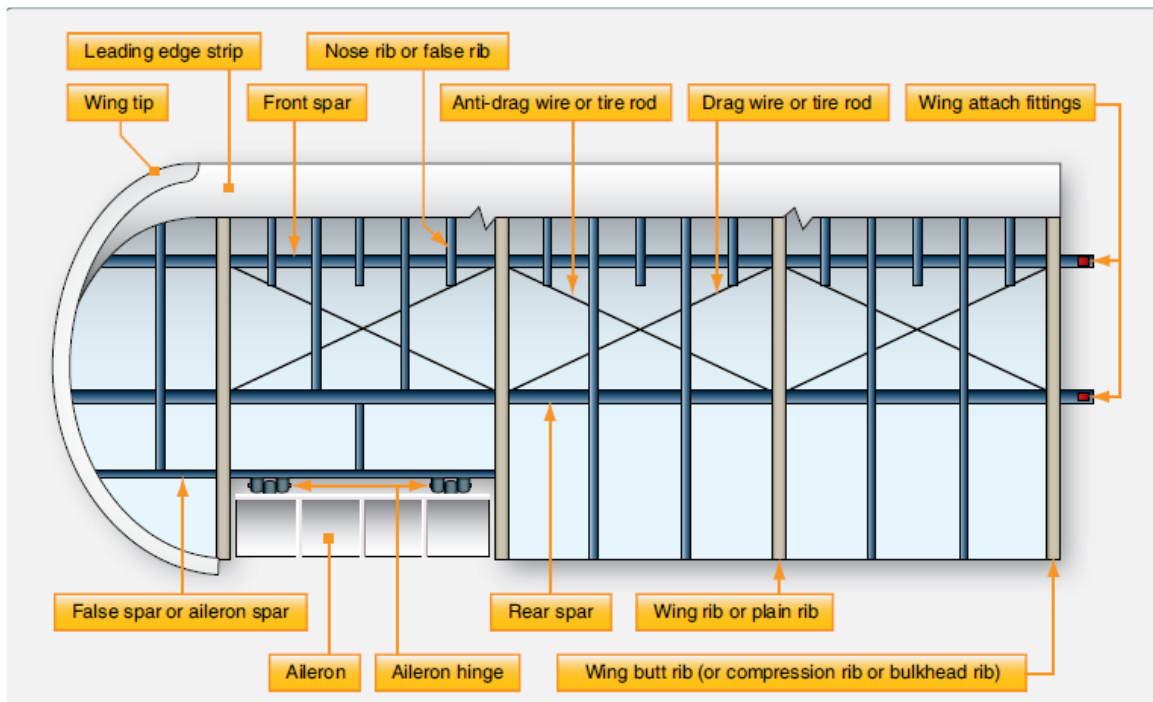 Leading edge strip
Nose rib or false rib
Wing tip
Front spar
Anti-drag wire or tire rod
Drag wire or tire rod
Wing attach fittings
False spar or aileron spar
Rear spar
Wing rib or plain rib
Aileron
Aileron hinge
Wing butt rib (or compression rib or bulkhead rib)